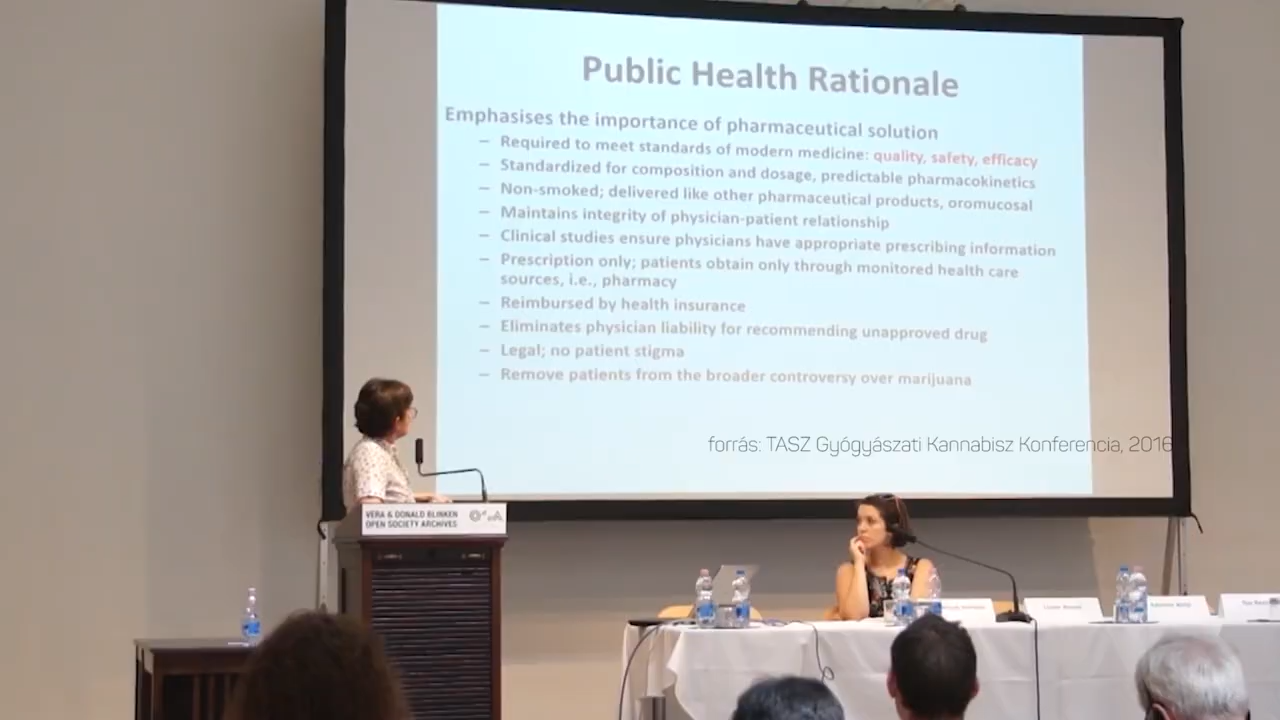 Public Health Rationale
Emphasises the importance of pharmaceutical solution
– Required to meet standards of modern medicine: quality, safety, efficacy
– Standardized for composition and dosage, predictable pharmacokinetics
– Non-smoked; delivered like other pharmaceutical products, oromucosal
– Maintains integrity of physician-patient relationship
– Clinical studies ensure physicians have appropriate prescribing information
– Prescription only; patients obtain only through monitored health care
sources, i.e., pharmacy
– Reimbursed by health insurance
– Eliminates physician liability for recommending unapproved drug
– Legal; no patient stigma
– Remove patients from the broader controversy over marijuana
forrás: TASZ Gyógyászati Kannabisz Konferencia, 2016
VERA & DONALD BLINKEN
OPEN SOCIETY ARCHIVES